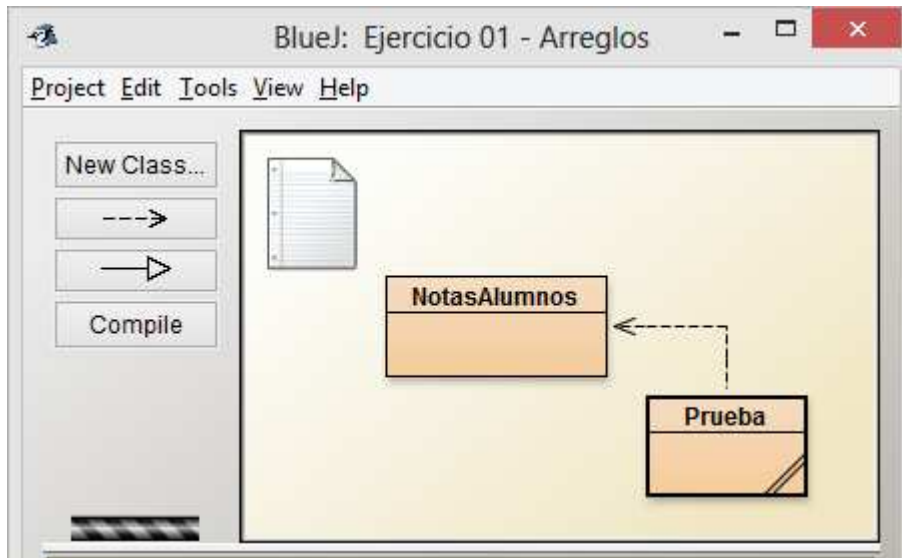 BlueJ: Ejercicio 01 - Arreglos
Project Edit Tools View Help
New Class...
Compile
NotasAlumnos
Prueba